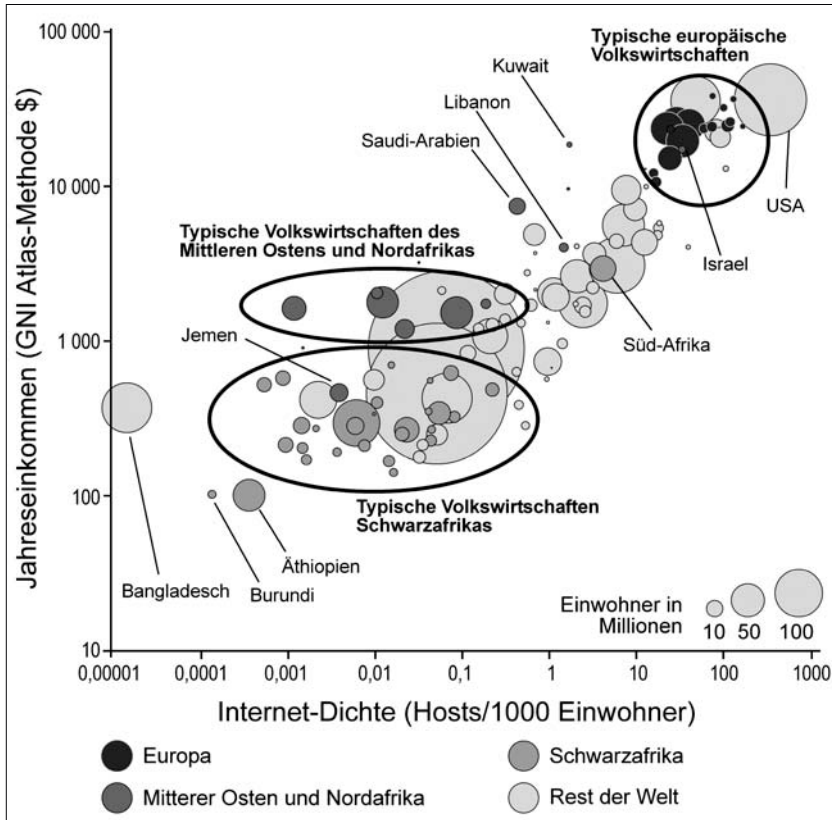 100 000
10 000
1 000
100
10
Jahreseinkommen (GNI Atlas-Methode $)
Typische europäische
Volkswirtschaften
Kuwait
Libanon
Saudi-Arabien
USA
Israel
Typische Volkswirtschaften des
Mittleren Ostens und Nordafrikas
Jemen
Süd-Afrika
Typische Volkswirtschaften
Schwarzafrikas
Äthiopien
Bangladesch
Burundi
Einwohner in
Millionen
10 50 100
0,00001 0,0001 0,001 0,01 0,1 1 10 100 1000
Internet-Dichte (Hosts/1000 Einwohner)
Europa
Schwarzafrika
Mitterer Osten und Nordafrika
Rest der Welt